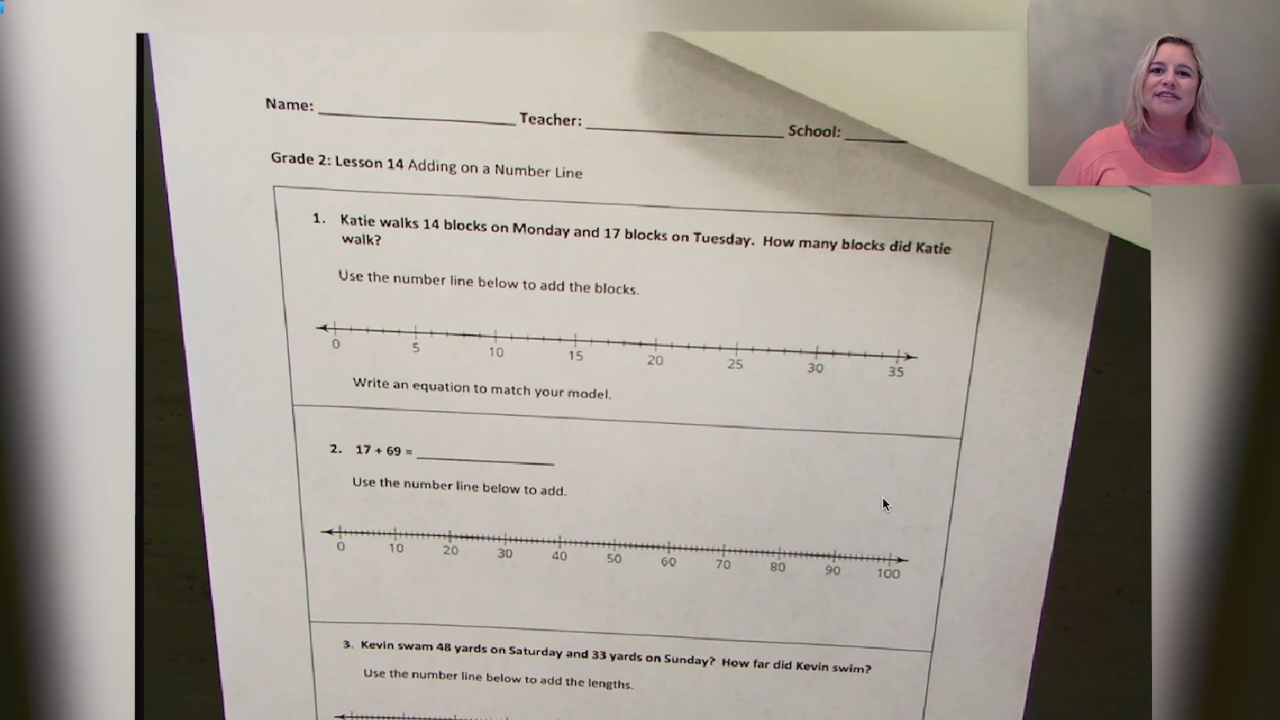 Name: ____________ Teacher: ____________ School: ____
Grade 2: Lesson 14 Adding on a Number Line
1. Katie walks 14 blocks on Monday and 17 blocks on Tuesday. How many blocks did Katie
walk?
Use the number line below to add the blocks.
0 5 10 15 20 25 30 35
Write an equation to match your model.
2. 17 + 69 = ____________
Use the number line below to add.
0 10 20 30 40 50 60 70 80 90 100
3. Kevin swam 48 yards on Saturday and 33 yards on Sunday? How far did Kevin swim?
Use the number line below to add the lengths.